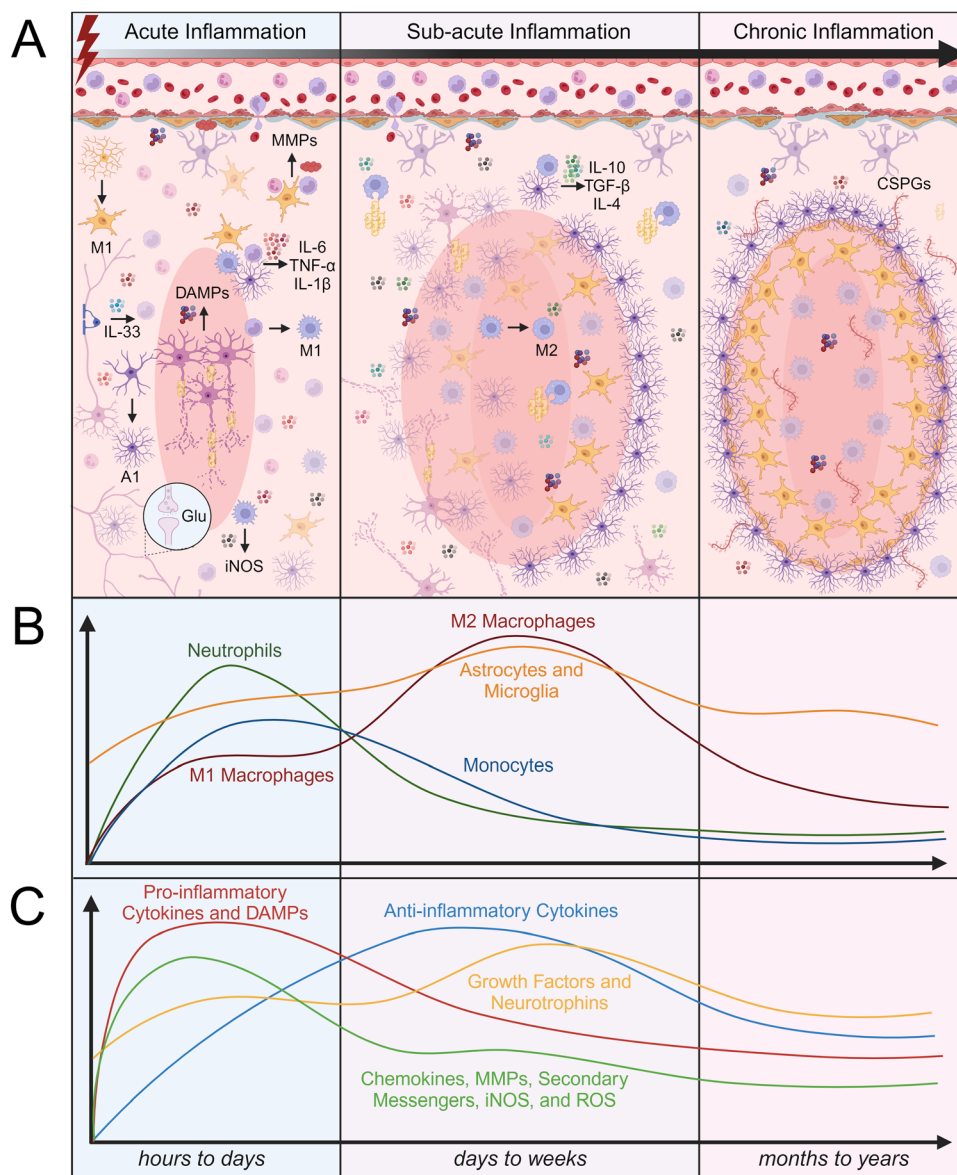 A
Acute Inflammation
Sub-acute Inflammation
Chronic Inflammation
MMPs
M1
IL-6
TNF-α
IL-1β
DAMPs
IL-33
M1
A1
Glu
iNOS
IL-10
TGF-β
IL-4
M2
CSPGs
B
Neutrophils
M1 Macrophages
M2 Macrophages
Astrocytes and
Microglia
Monocytes
C
Pro-inflammatory
Cytokines and DAMPs
Anti-inflammatory Cytokines
Growth Factors and
Neurotrophins
Chemokines, MMPs, Secondary
Messengers, iNOS, and ROS
hours to days
days to weeks
months to years